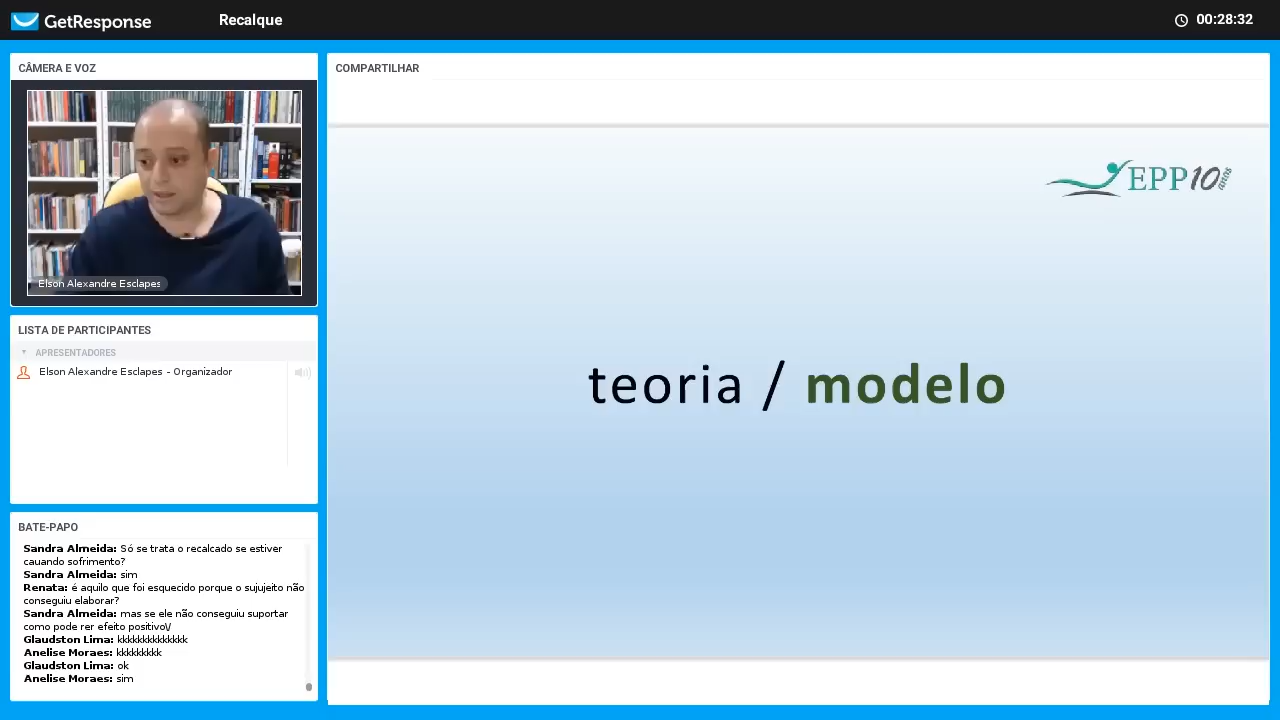 GetResponse
Recalque
00:28:32
CÂMERA E VOZ
Elson Alexandre Esclapes
LISTA DE PARTICIPANTES
APRESENTADORES
Elson Alexandre Esclapes - Organizador
BATE-PAPO
Sandra Almeida: Só se trata o recalcado se estiver
cauando sofrimento?
Sandra Almeida: sim
Renata: é aquilo que foi esquecido porque o sujujeito não
conseguiu elaborar?
Sandra Almeida: mas se ele não conseguiu suportar
como pode rer efeito positivo\/
Glaudston Lima: kkkkkkkkkkkkkk
Anelise Moraes: kkkkkkkkk
Glaudston Lima: ok
Anelise Moraes: sim
COMPARTILHAR
EPP10 anos
teoria / modelo